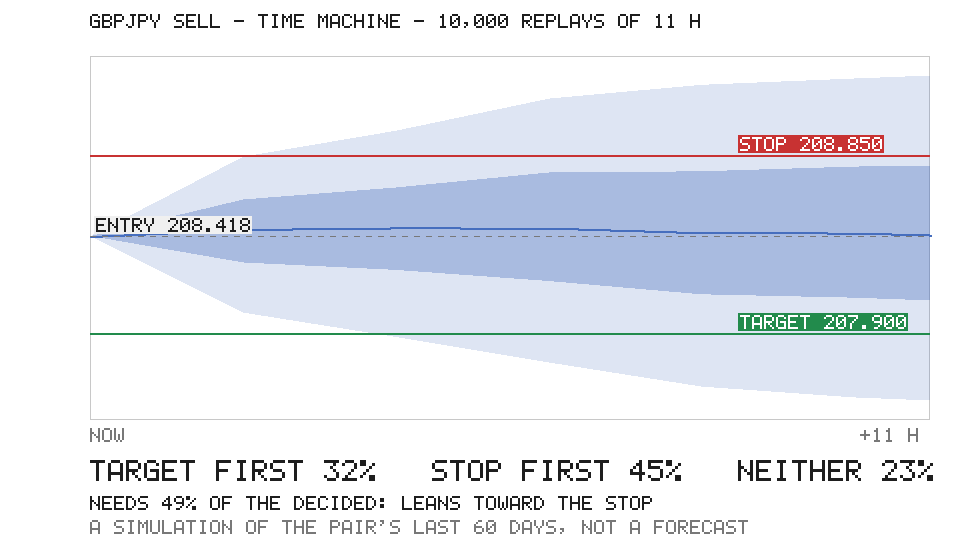 GBPJPY SELL – TIME MACHINE – 10,000 REPLAYS OF 11 H
STOP 208.850
ENTRY 208.418
TARGET 207.900
NOW +11 H
TARGET FIRST 32% STOP FIRST 45% NEITHER 23%
NEEDS 49% OF THE DECIDED: LEANS TOWARD THE STOP
A SIMULATION OF THE PAIR'S LAST 60 DAYS, NOT A FORECAST